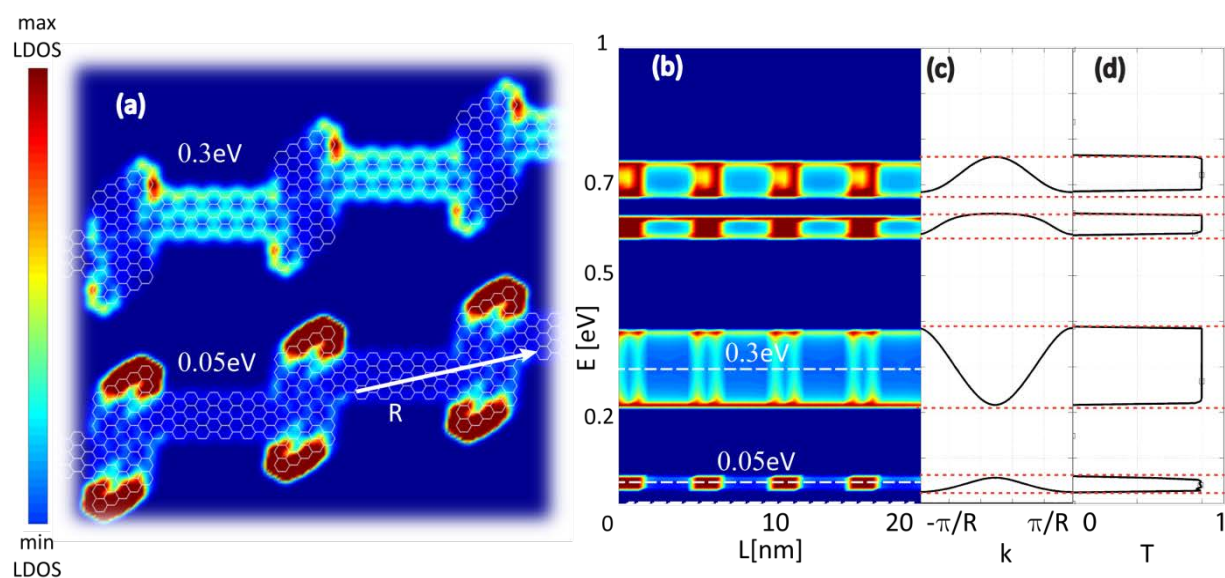 max
LDOS
min
LDOS
(a)
0.3eV
0.05eV
R
E [eV]
1
0.7
0.5
0.2
0
(b)
0.3eV
0.05eV
10
20
L[nm]
(c)
-π/R
π/R
k
(d)
0
1
T